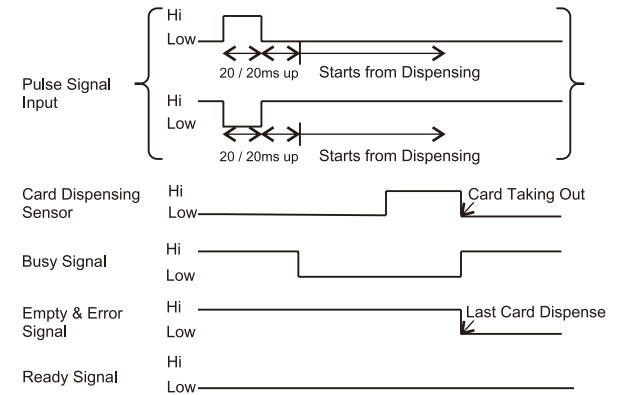 Hi
Low
20 / 20ms up Starts from Dispensing
Pulse Signal
Input
Hi
Low
20 / 20ms up Starts from Dispensing
Card Dispensing
Sensor
Hi
Low
Card Taking Out
Busy Signal
Hi
Low
Empty & Error
Signal
Hi
Low
Last Card Dispense
Ready Signal
Hi
Low